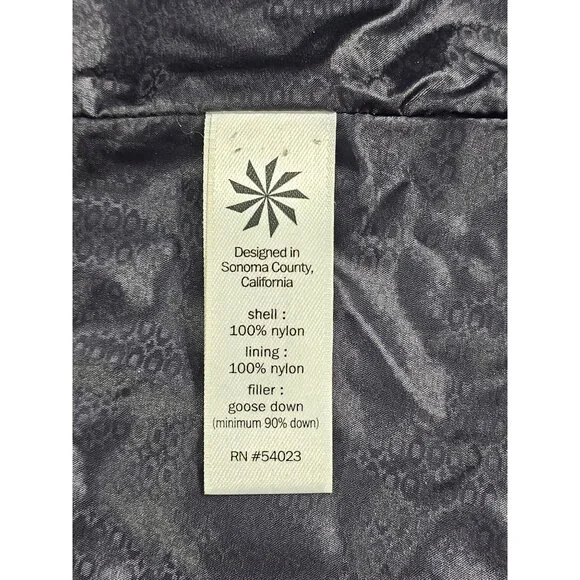 Designed in
Sonoma County,
California
shell :
100% nylon
lining :
100% nylon
filler :
goose down
(minimum 90% down)
RN #54023